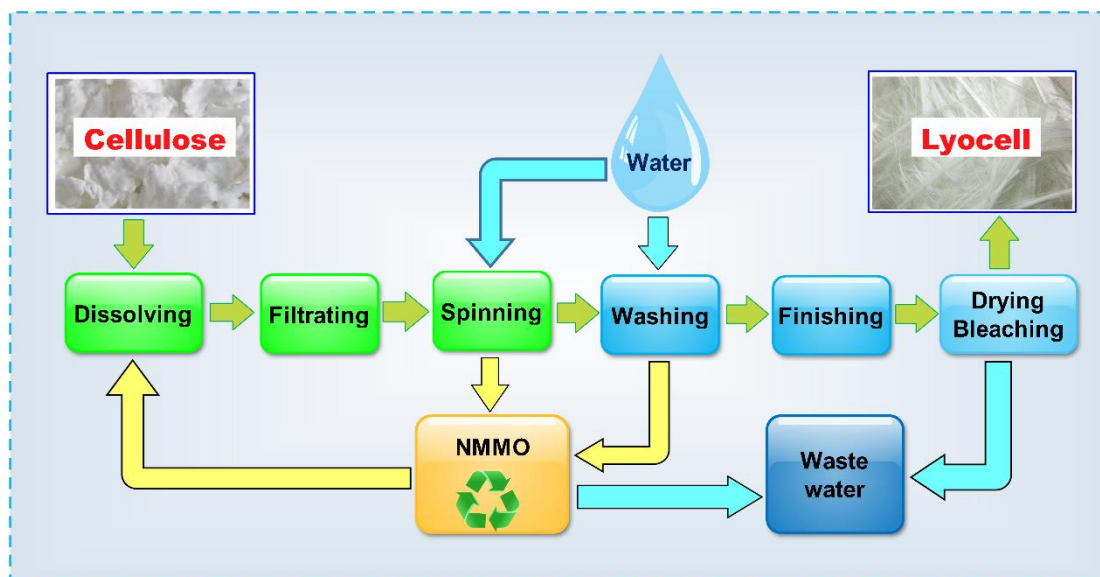 Cellulose
Water
Lyocell
Dissolving
Filtrating
Spinning
Washing
Finishing
Drying
Bleaching
NMMO
Waste
water